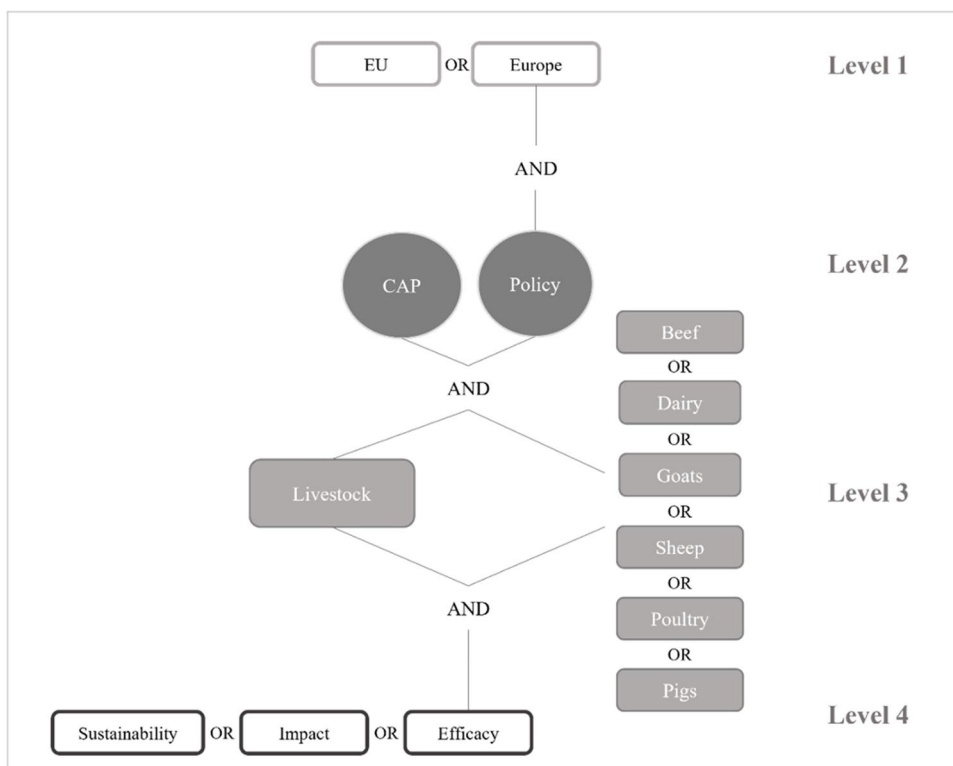 EU OR Europe Level 1
AND
CAP Policy Level 2
Beef
OR
AND
Dairy
OR
Livestock Goats Level 3
OR
Sheep
OR
AND
Poultry
OR
Pigs
Sustainability OR Impact OR Efficacy Level 4